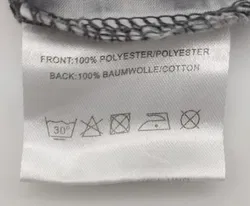 FRONT:100% POLYESTER/POLYESTER
BACK:100% BAUMWOLLE/COTTON
30°